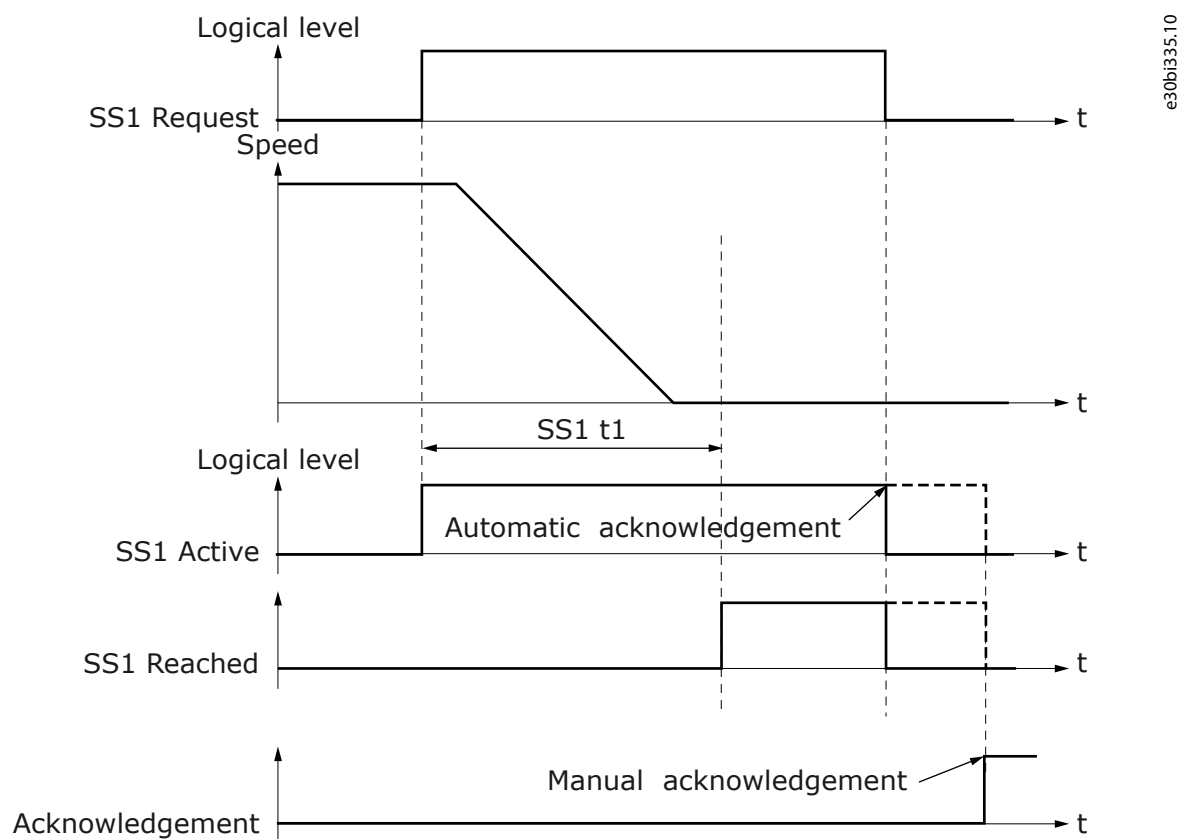 Logical level
e30bi335.10
SS1 Request
t
Speed
t
SS1 t1
Logical level
Automatic acknowledgement
SS1 Active
t
SS1 Reached
t
Manual acknowledgement
Acknowledgement
t